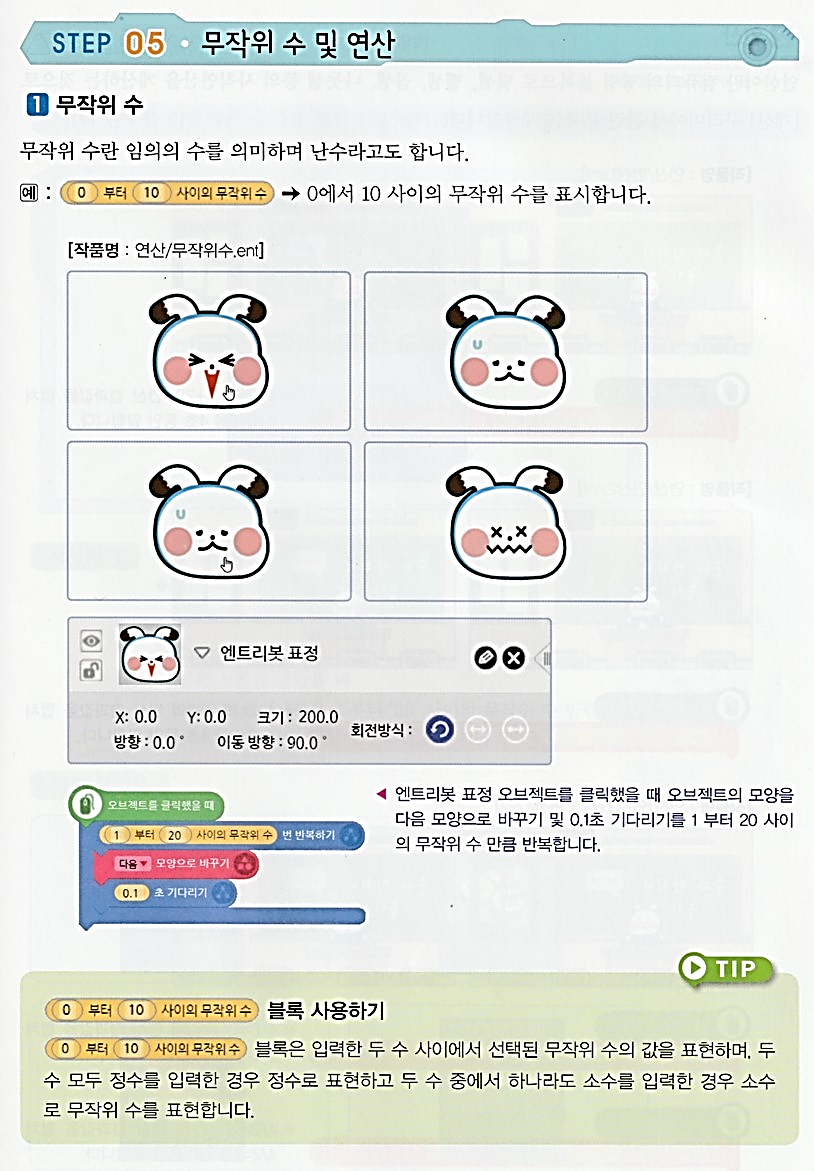 STEP 05 · 무작위 수 및 연산
1 무작위 수
무작위 수란 임의의 수를 의미하며 난수라고도 합니다.
예 : 0 부터 10 사이의 무작위 수 ➔ 0에서 10 사이의 무작위 수를 표시합니다.
[작품명 : 연산/무작위수.ent]
엔트리봇 표정
X: 0.0 Y: 0.0 크기 : 200.0
방향 : 0.0° 이동 방향 : 90.0° 회전방식 :
오브젝트를 클릭했을 때
1 부터 20 사이의 무작위 수 번 반복하기
다음 모양으로 바꾸기
0.1 초 기다리기
◀ 엔트리봇 표정 오브젝트를 클릭했을 때 오브젝트의 모양을
다음 모양으로 바꾸기 및 0.1초 기다리기를 1 부터 20 사이
의 무작위 수 만큼 반복합니다.
TIP
0 부터 10 사이의 무작위 수 블록 사용하기
0 부터 10 사이의 무작위 수 블록은 입력한 두 수 사이에서 선택된 무작위 수의 값을 표현하며, 두
수 모두 정수를 입력한 경우 정수로 표현하고 두 수 중에서 하나라도 소수를 입력한 경우 소수
로 무작위 수를 표현합니다.